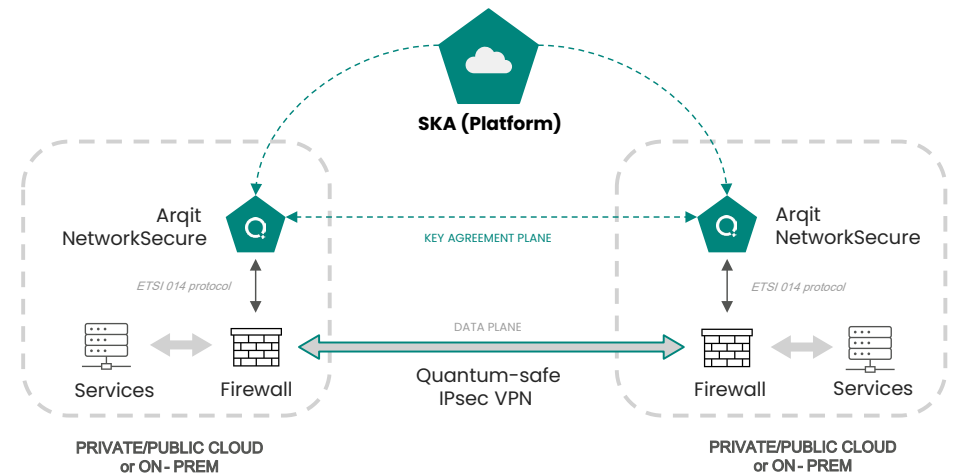 SKA (Platform)
Arqit
NetworkSecure
Arqit
NetworkSecure
KEY AGREEMENT PLANE
ETSI 014 protocol
ETSI 014 protocol
DATA PLANE
Services
Firewall
Quantum-safe
IPsec VPN
Firewall
Services
PRIVATE/PUBLIC CLOUD
or ON- PREM
PRIVATE/PUBLIC CLOUD
or ON- PREM